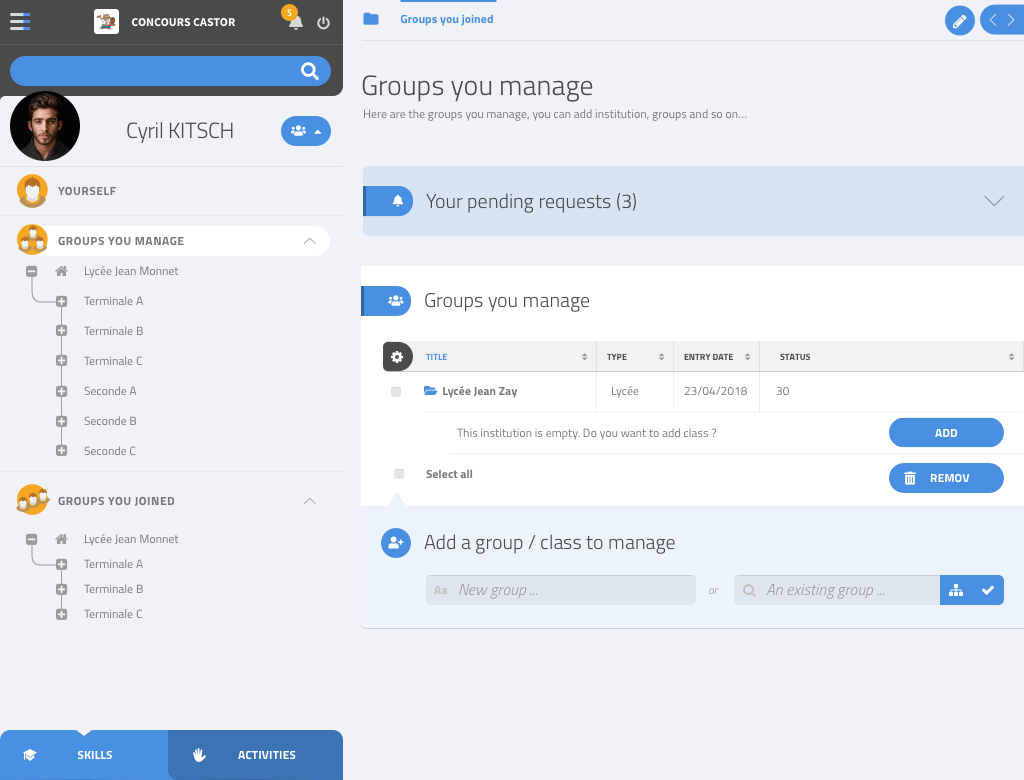 CONCOURS CASTOR
5
Cyril KITSCH
YOURSELF
GROUPS YOU MANAGE
Lycée Jean Monnet
Terminale A
Terminale B
Terminale C
Seconde A
Seconde B
Seconde C
GROUPS YOU JOINED
Lycée Jean Monnet
Terminale A
Terminale B
Terminale C
SKILLS
ACTIVITIES
Groups you joined
Groups you manage
Here are the groups you manage, you can add institution, groups and so on...
Your pending requests (3)
Groups you manage
TITLE TYPE ENTRY DATE STATUS
Lycée Jean Zay Lycée 23/04/2018 30
This institution is empty. Do you want to add class ? ADD
Select all REMOV
Add a group / class to manage
Aa New group ... or An existing group ...